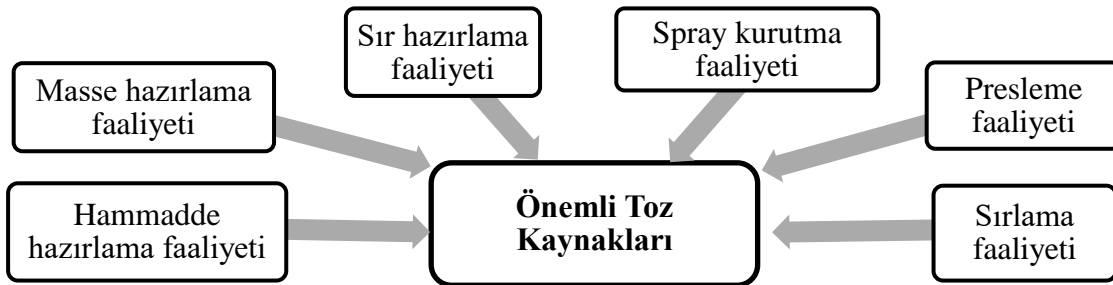 Hammadde
hazırlama faaliyeti
Masse hazırlama
faaliyeti
Sır hazırlama
faaliyeti
Spray kurutma
faaliyeti
Presleme
faaliyeti
Sırlama
faaliyeti
Önemli Toz
Kaynakları